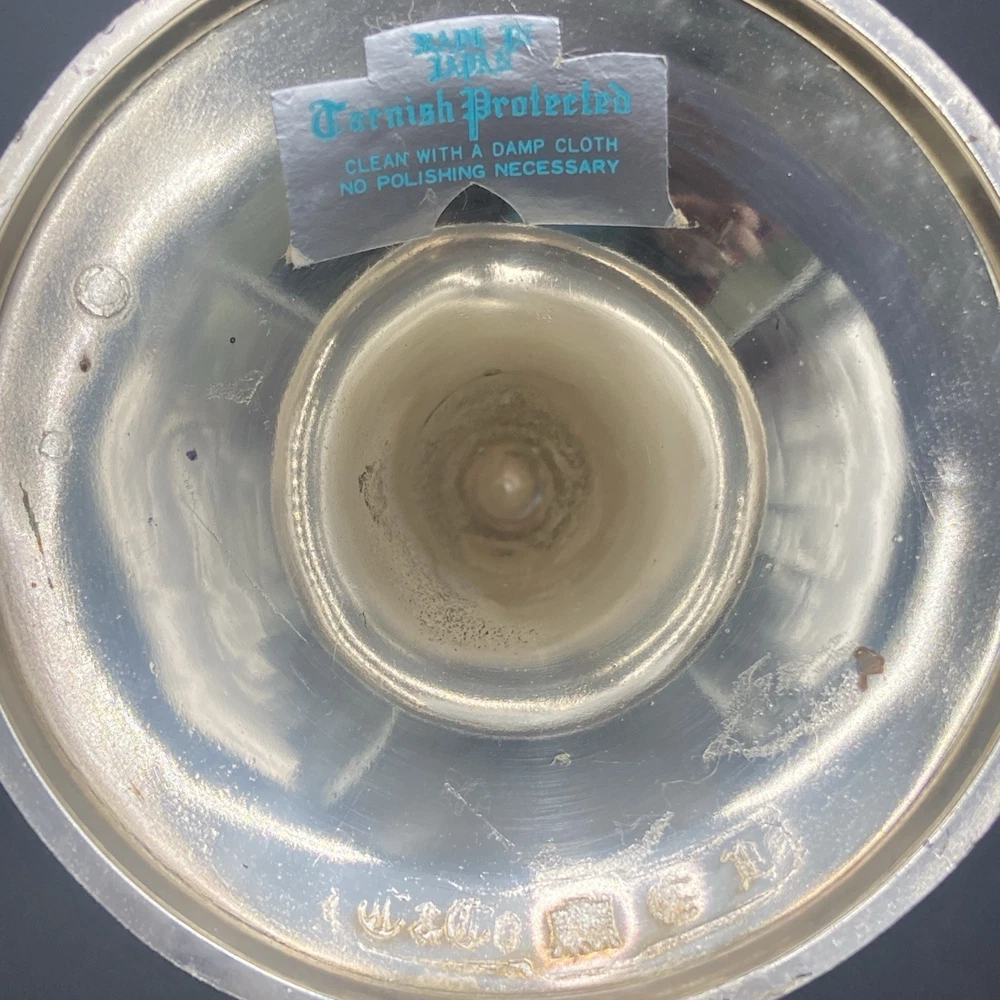 MADE IN
JAPAN
Tarnish Protected
CLEAN WITH A DAMP CLOTH
NO POLISHING NECESSARY